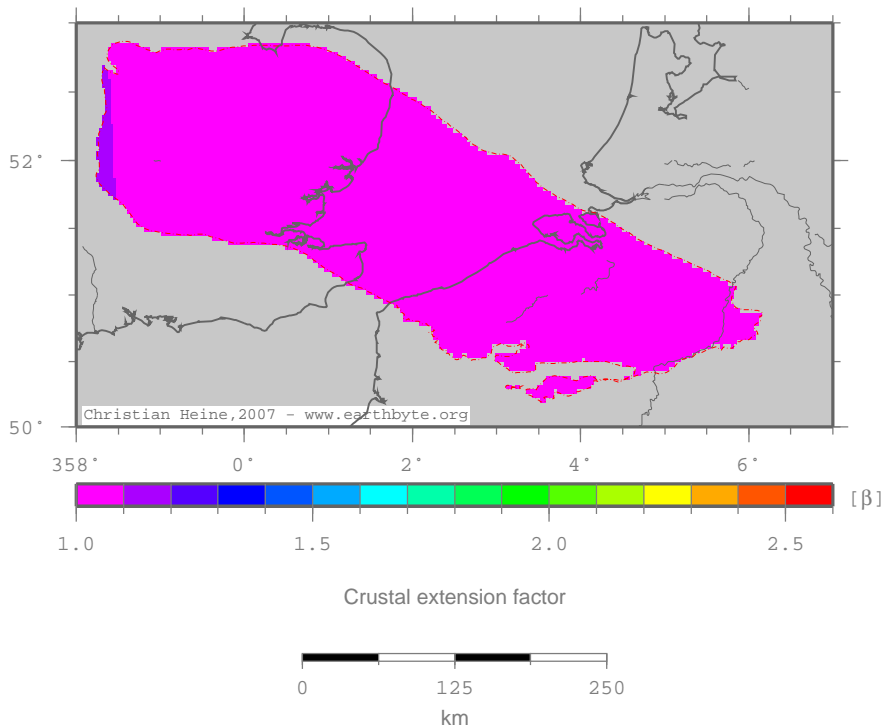 52°
50°
Christian Heine,2007 - www.earthbyte.org
358° 0° 2° 4° 6°
[β]
1.0 1.5 2.0 2.5
Crustal extension factor
0 125 250
km